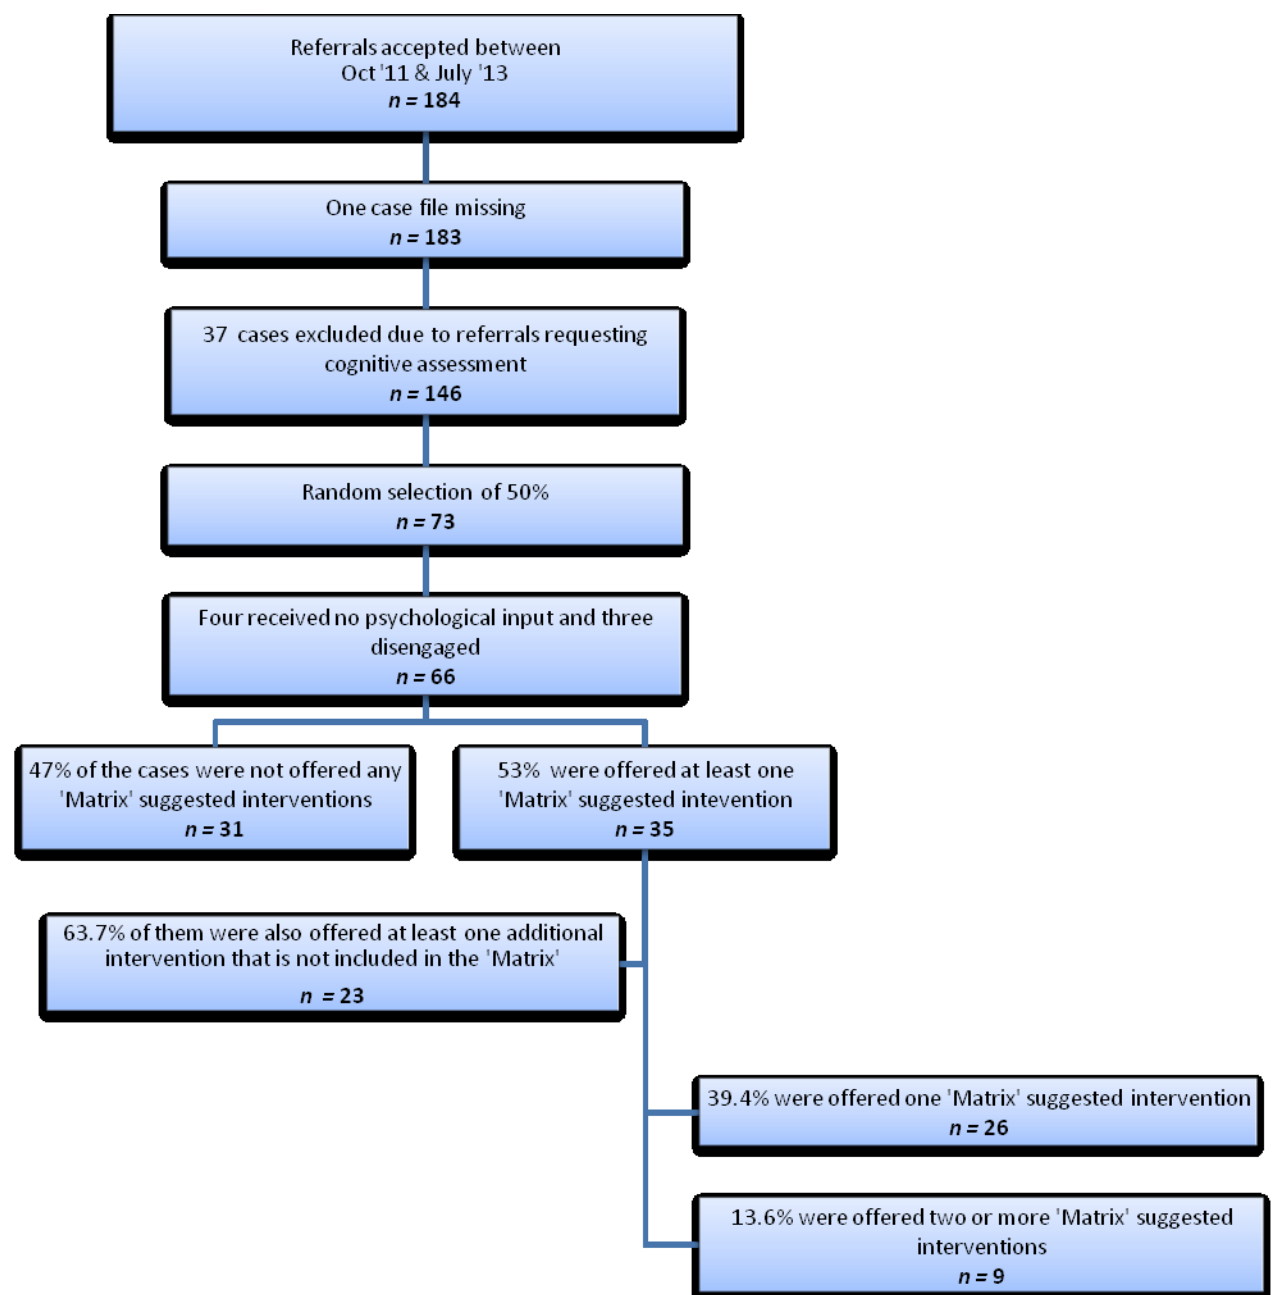 Referrals accepted between
Oct '11 & July '13
n = 184
One case file missing
n = 183
37 cases excluded due to referrals requesting
cognitive assessment
n = 146
Random selection of 50%
n = 73
Four received no psychological input and three
disengaged
n = 66
47% of the cases were not offered any
'Matrix' suggested interventions
n = 31
53% were offered at least one
'Matrix' suggested intevention
n = 35
63.7% of them were also offered at least one additional
intervention that is not included in the 'Matrix'
n = 23
39.4% were offered one 'Matrix' suggested intervention
n = 26
13.6% were offered two or more 'Matrix' suggested
interventions
n = 9